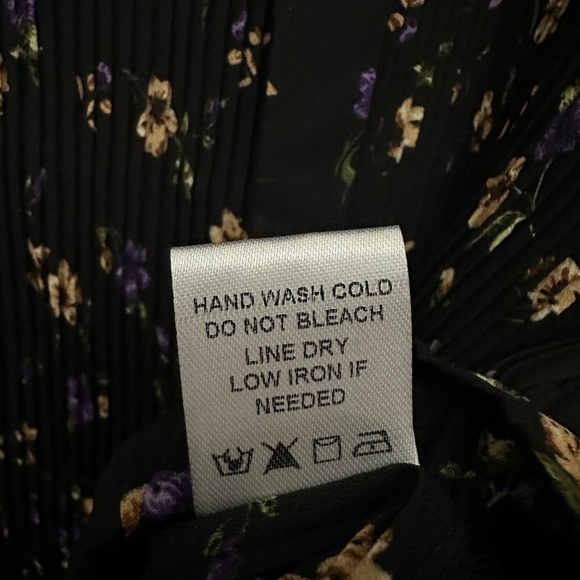 HAND WASH COLD
DO NOT BLEACH
LINE DRY
LOW IRON IF
NEEDED